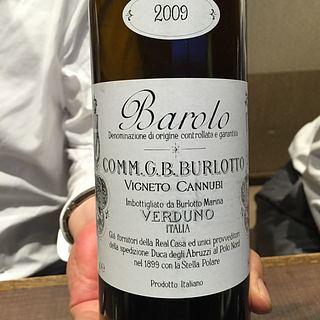 2009
Barolo
Denominazione di origine controllata e garantita
COMM. G. B. BURLOTTO
VIGNETO CANNUBI
Imbottigliato da Burlotto Marina
VERDUNO
ITALIA
Già fornitori della Real Casa ed unici provveditori
della spedizione Duca degli Abruzzi al Polo Nord
nel 1899 con la Stella Polare
Prodotto Italiano